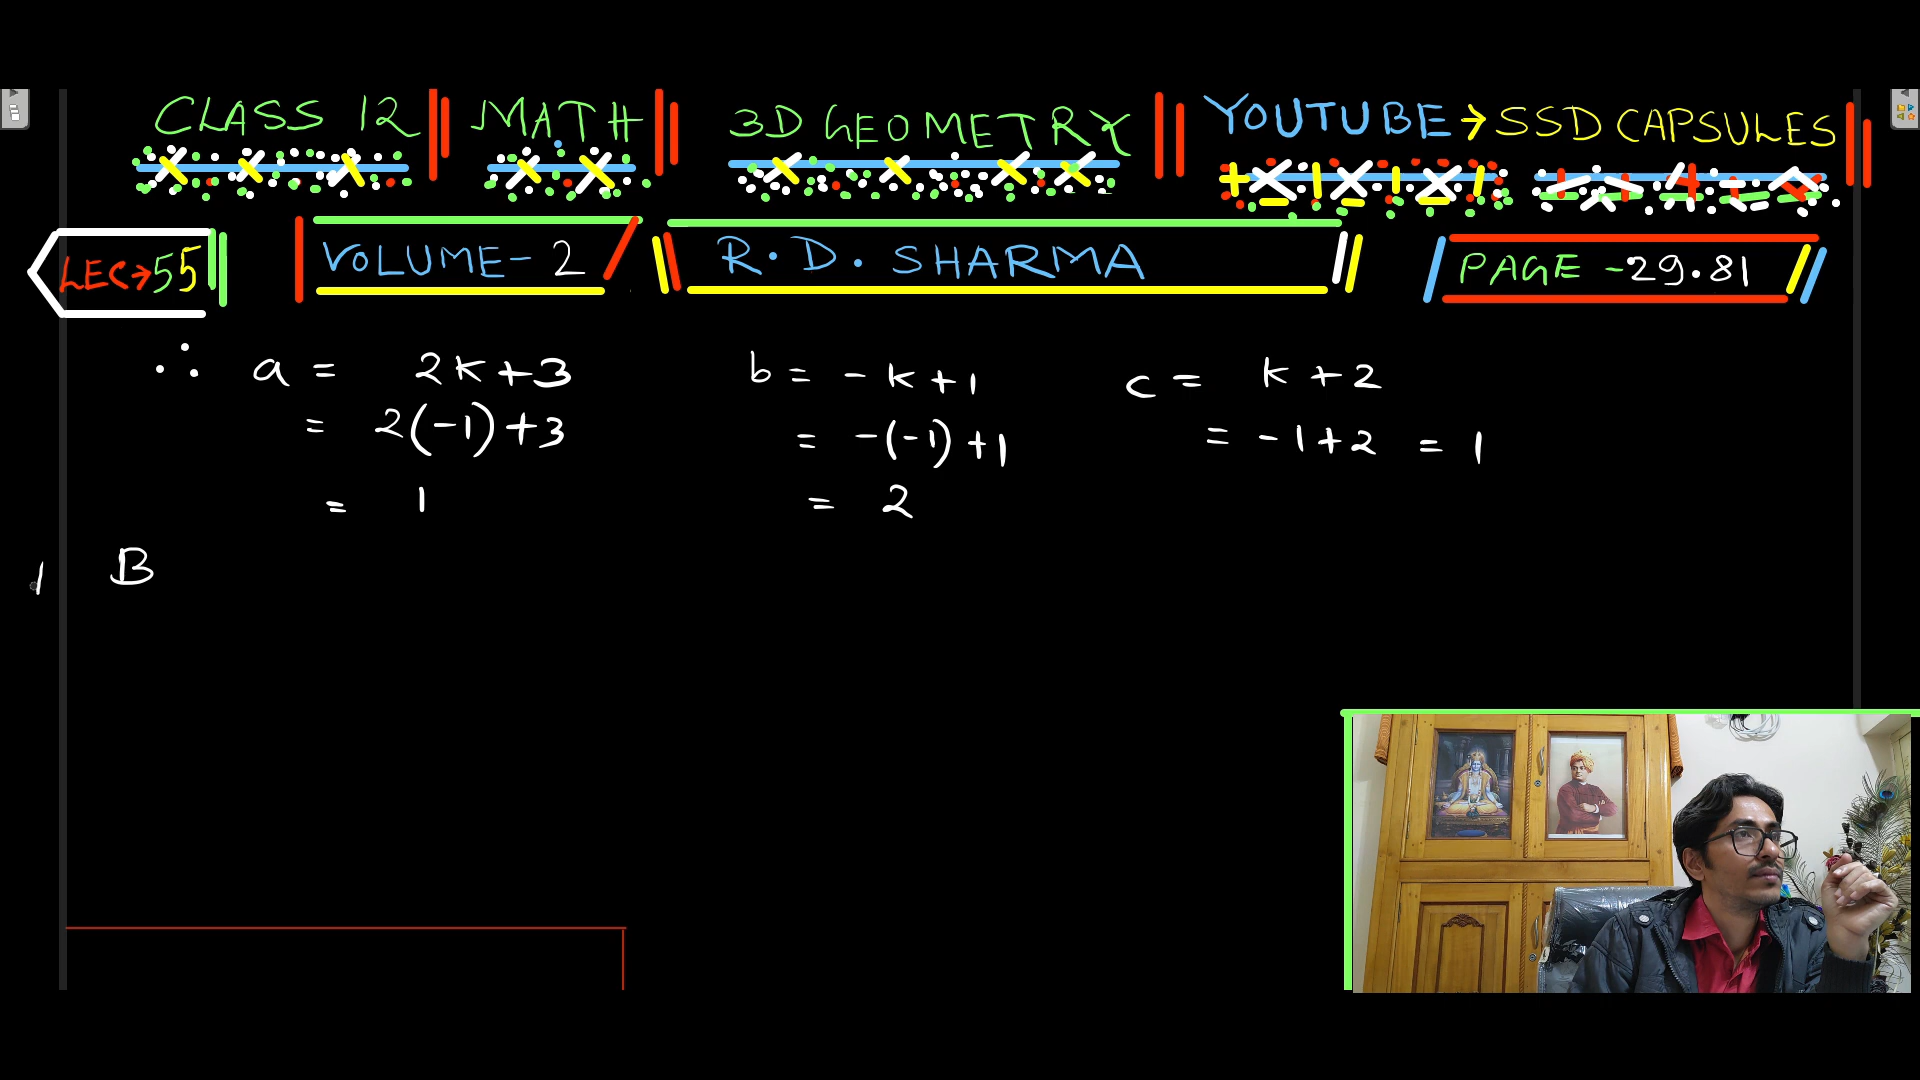 CLASS 12 MATH 3D GEOMETRY YOUTUBE → SSD CAPSULES
LEC→55 VOLUME-2 R.D. SHARMA PAGE -29.81
∴ a = 2k+3 b = -k+1 c = k+2
= 2(-1)+3 = -(-1)+1 = -1+2 = 1
= 1 = 2
B